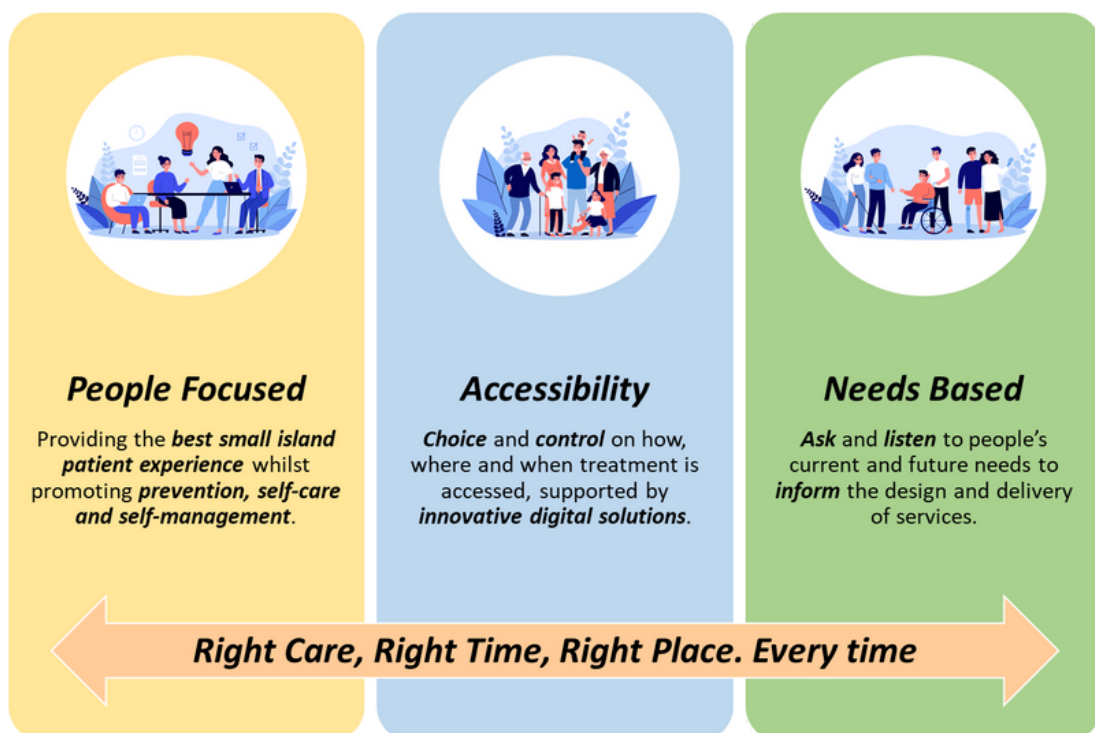 People Focused
Providing the best small island
patient experience whilst
promoting prevention, self-care
and self-management.
Accessibility
Choice and control on how,
where and when treatment is
accessed, supported by
innovative digital solutions.
Needs Based
Ask and listen to people's
current and future needs to
inform the design and delivery
of services.
Right Care, Right Time, Right Place. Every time